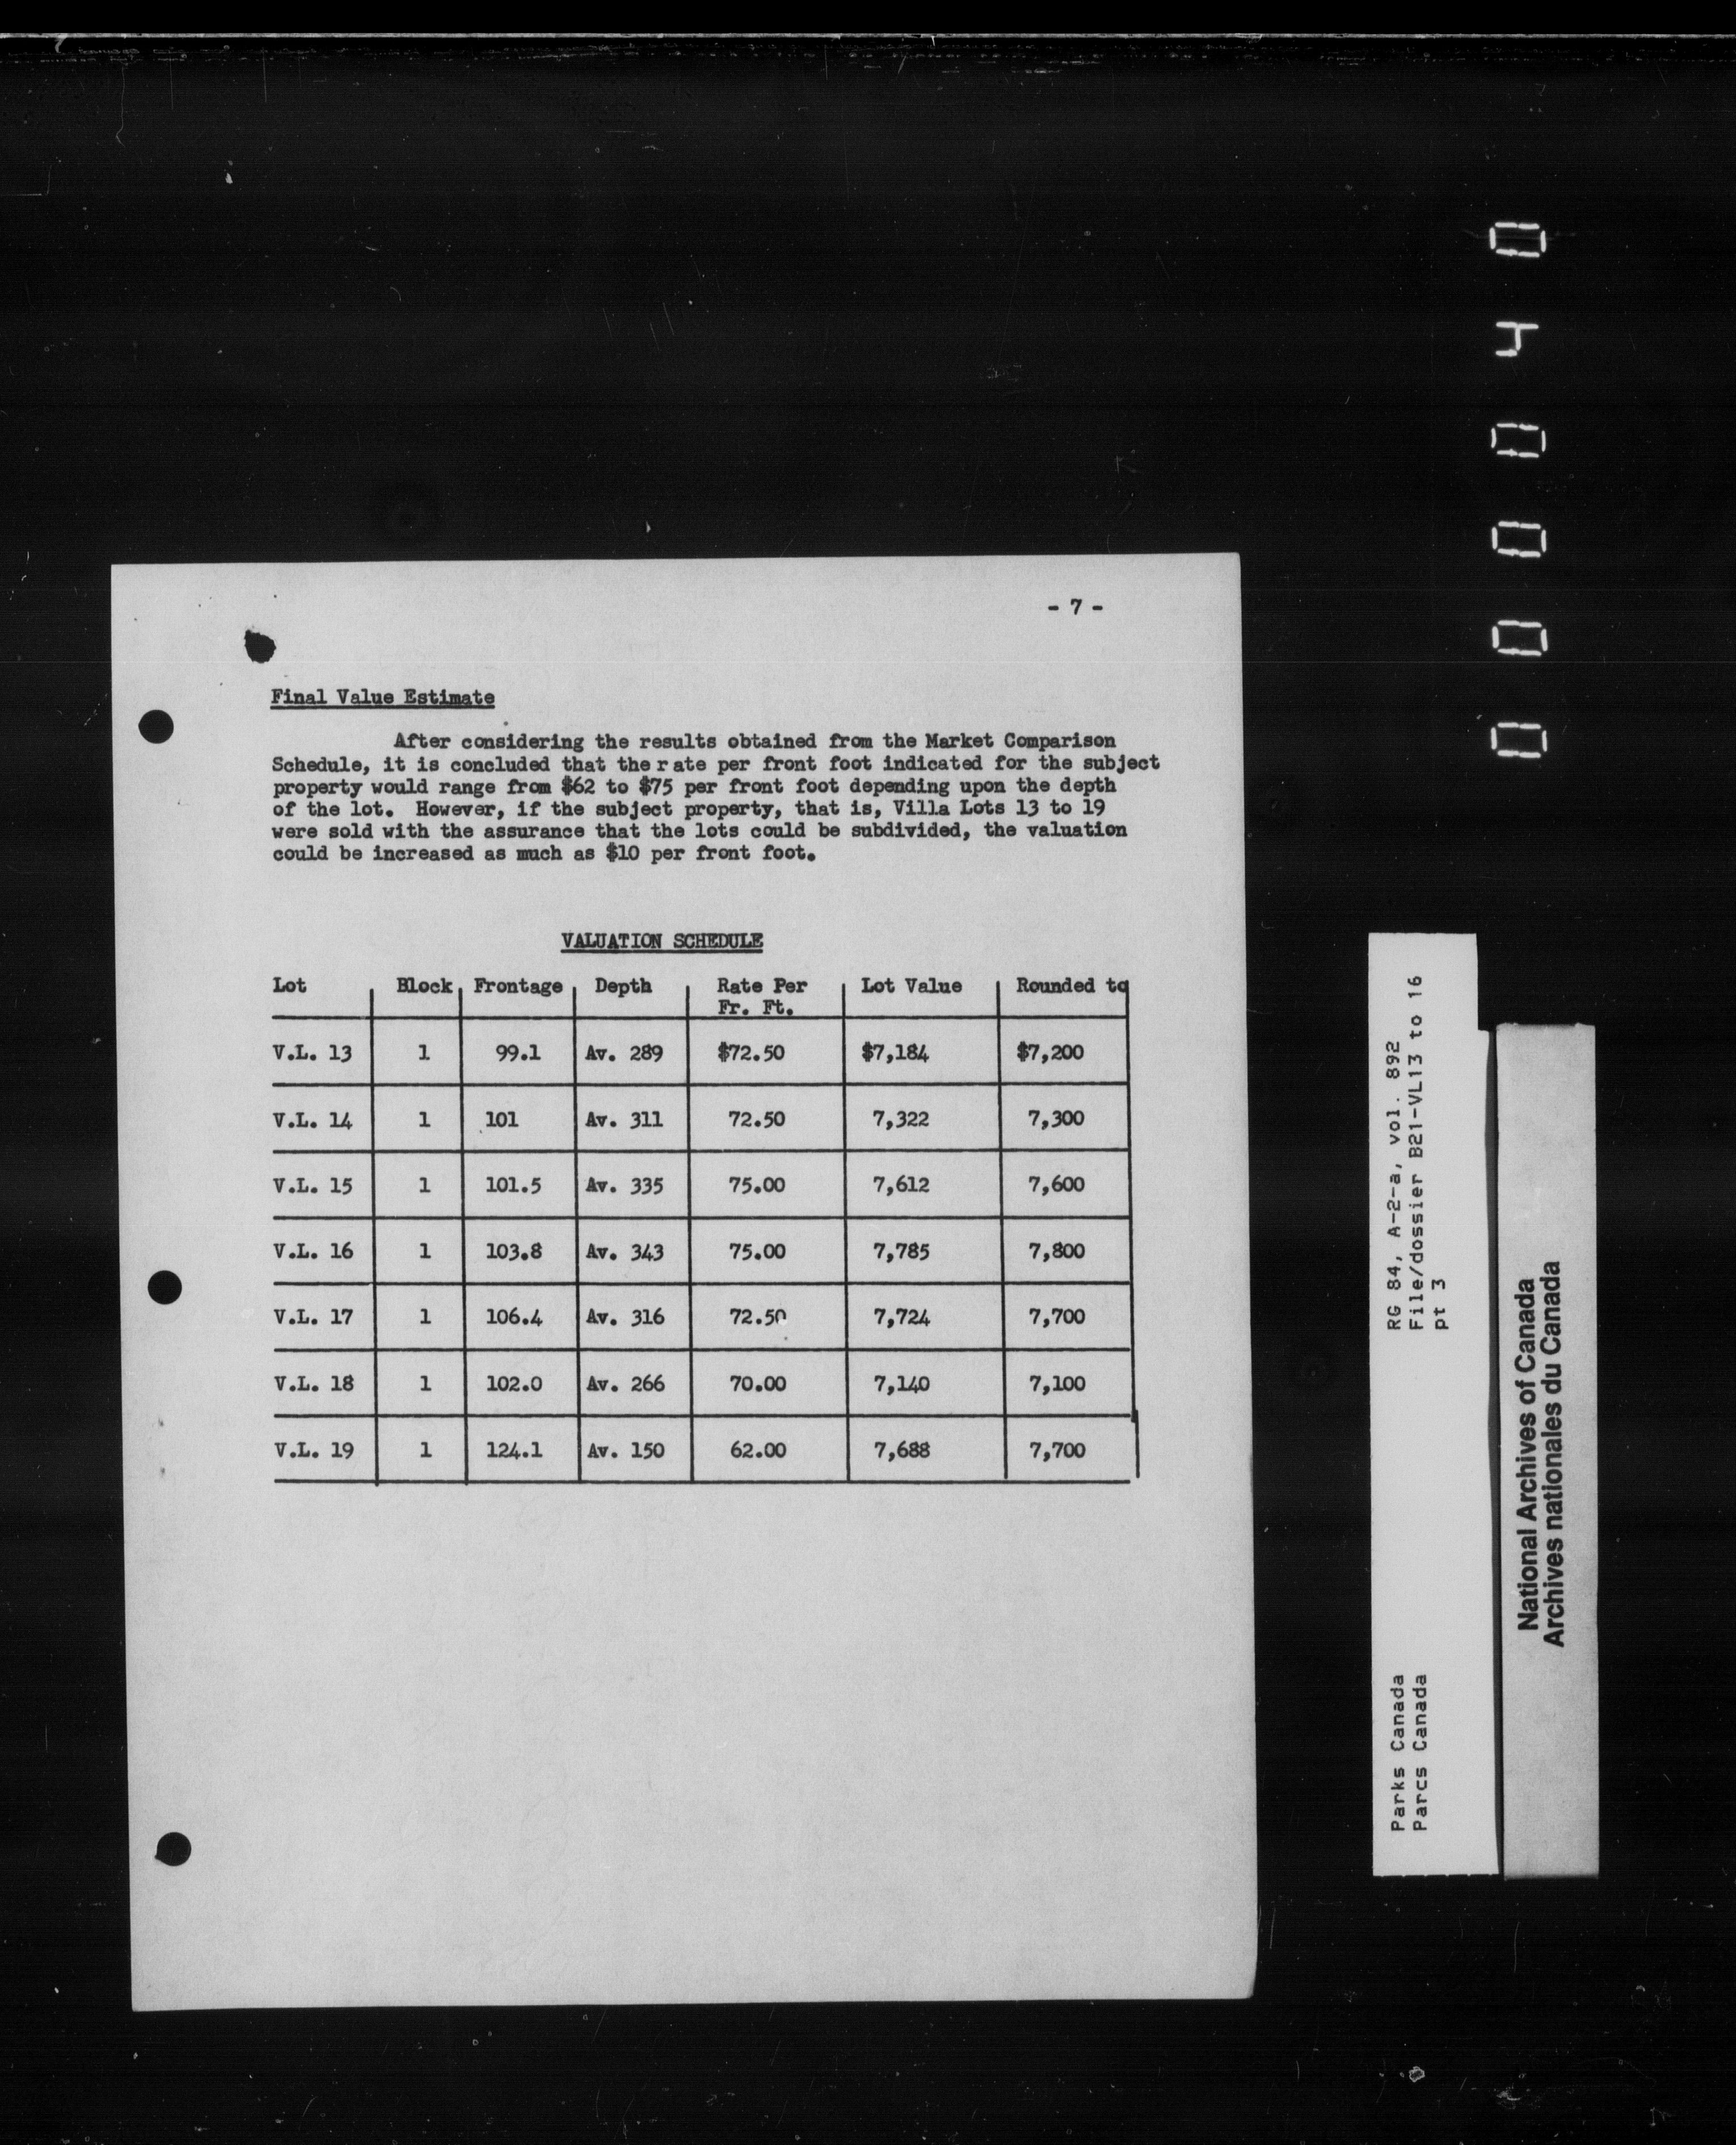 - 7 -
Final Value Estimate
After considering the results obtained from the Market Comparison
Schedule, it is concluded that the r ate per front foot indicated for the subject
property would range from $62 to $75 per front foot depending upon the depth
of the lot. However, if the subject property, that is, Villa Lots 13 to 19
were sold with the assurance that the lots could be subdivided, the valuation
could be increased as much as $10 per front foot.
VALUATION SCHEDULE
Lot Block Frontage Depth Rate Per Fr. Ft. Lot Value Rounded to
V.L. 13 1 99.1 Av. 289 $72.50 $7,184 $7,200
V.L. 14 1 101 Av. 311 72.50 7,322 7,300
V.L. 15 1 101.5 Av. 335 75.00 7,612 7,600
V.L. 16 1 103.8 Av. 343 75.00 7,785 7,800
V.L. 17 1 106.4 Av. 316 72.50 7,724 7,700
V.L. 18 1 102.0 Av. 266 70.00 7,140 7,100
V.L. 19 1 124.1 Av. 150 62.00 7,688 7,700
RG 84, A-2-a, vol. 892
File/dossier B21-VL13 to 16
pt 3
Parks Canada
Parcs Canada
National Archives of Canada
Archives nationales du Canada